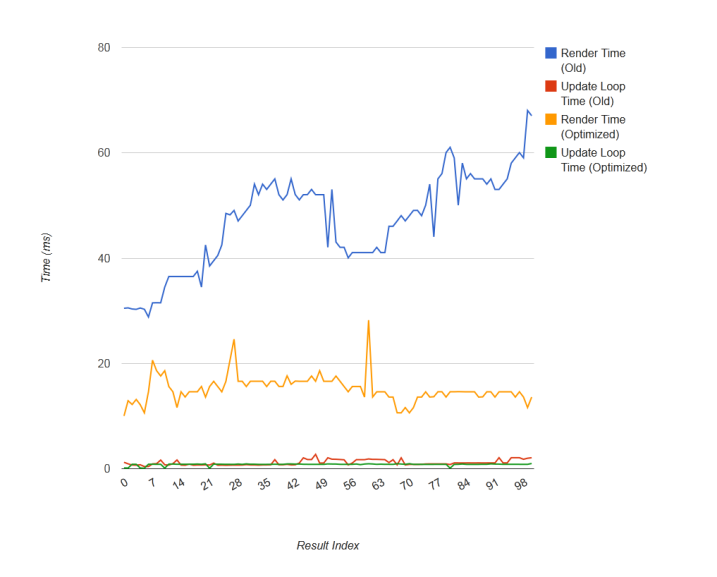 80
60
40
20
0
Time (ms)
0 7 14 21 28 35 42 49 56 63 70 77 84 91 98
Result Index
Render Time
(Old)
Update Loop
Time (Old)
Render Time
(Optimized)
Update Loop
Time (Optimized)